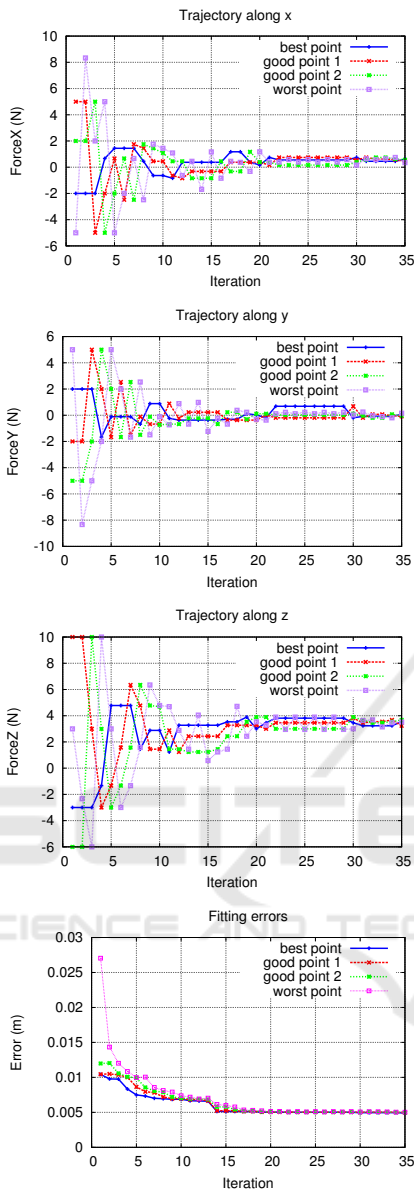 Trajectory along x
ForceX (N)
10
8
6
4
2
0
-2
-4
-6
0 5 10 15 20 25 30 35
Iteration
best point
good point 1
good point 2
worst point
Trajectory along y
ForceY (N)
6
4
2
0
-2
-4
-6
-8
-10
0 5 10 15 20 25 30 35
Iteration
best point
good point 1
good point 2
worst point
Trajectory along z
ForceZ (N)
10
8
6
4
2
0
-2
-4
-6
0 5 10 15 20 25 30 35
Iteration
best point
good point 1
good point 2
worst point
Fitting errors
Error (m)
0.03
0.025
0.02
0.015
0.01
0.005
0
0 5 10 15 20 25 30 35
Iteration
best point
good point 1
good point 2
worst point